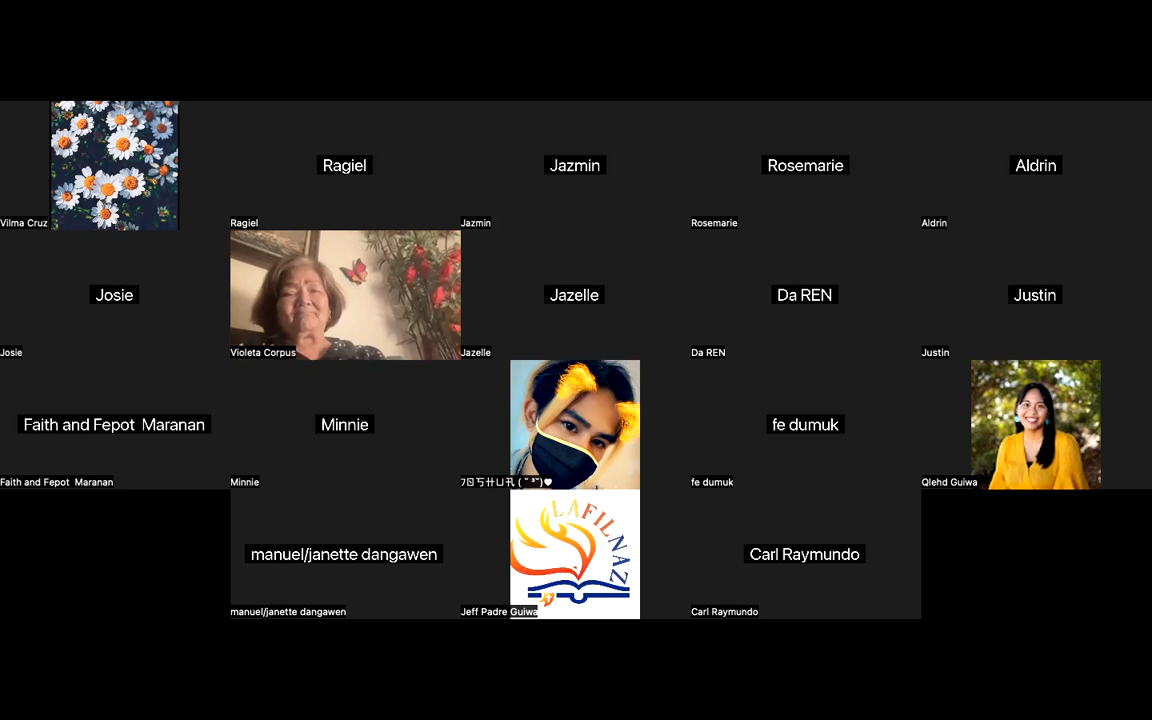 Vilma Cruz
Ragiel
Ragiel
Jazmin
Jazmin
Rosemarie
Rosemarie
Aldrin
Aldrin
Josie
Josie
Violeta Corpus
Jazelle
Jazelle
Da REN
Da REN
Justin
Justin
Faith and Fepot Maranan
Faith and Fepot Maranan
Minnie
Minnie
fe dumuk
fe dumuk
Qlehd Guiwa
manuel/janette dangawen
manuel/janette dangawen
LAFILNAZ
Jeff Padre Guiwa
Carl Raymundo
Carl Raymundo